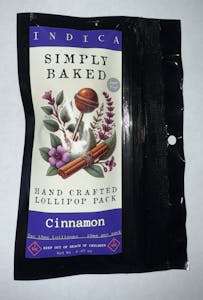 INDICA
SIMPLY
BAKED
HAND CRAFTED
LOLLIPOP PACK
Cinnamon
KEEP OUT OF REACH OF CHILDREN